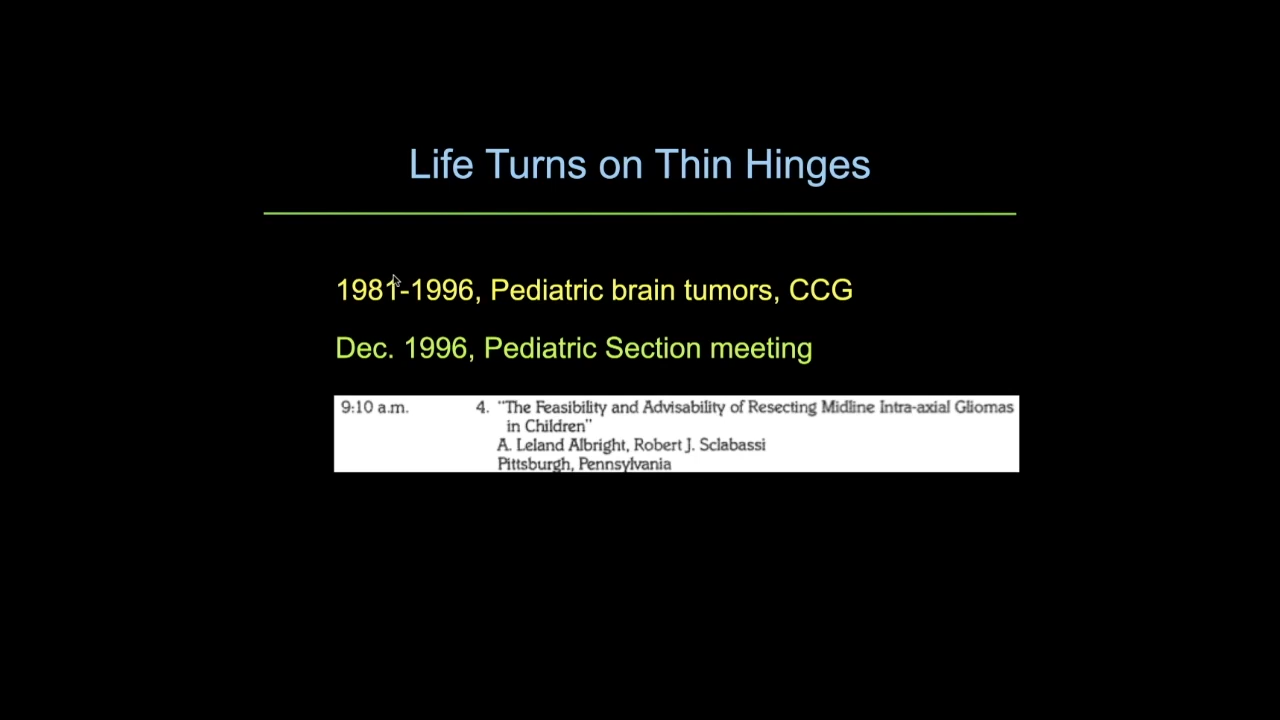 Life Turns on Thin Hinges
1981-1996, Pediatric brain tumors, CCG
Dec. 1996, Pediatric Section meeting
9:10 a.m. 4. "The Feasibility and Advisability of Resecting Midline Intra-axial Gliomas
in Children"
A. Leland Albright, Robert J. Sclabassi
Pittsburgh, Pennsylvania